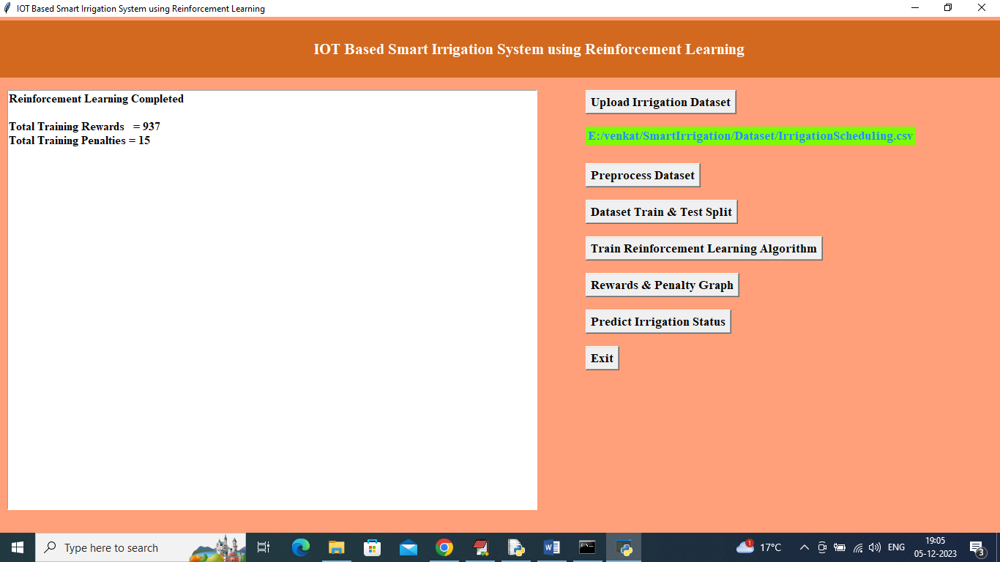 IOT Based Smart Irrigation System using Reinforcement Learning
IOT Based Smart Irrigation System using Reinforcement Learning
Reinforcement Learning Completed
Total Training Rewards = 937
Total Training Penalties = 15
Upload Irrigation Dataset
E:/venkat/SmartIrrigation/Dataset/IrrigationScheduling.csv
Preprocess Dataset
Dataset Train & Test Split
Train Reinforcement Learning Algorithm
Rewards & Penalty Graph
Predict Irrigation Status
Exit
Type here to search
1
17°C
ENG
19:05
05-12-2023
3